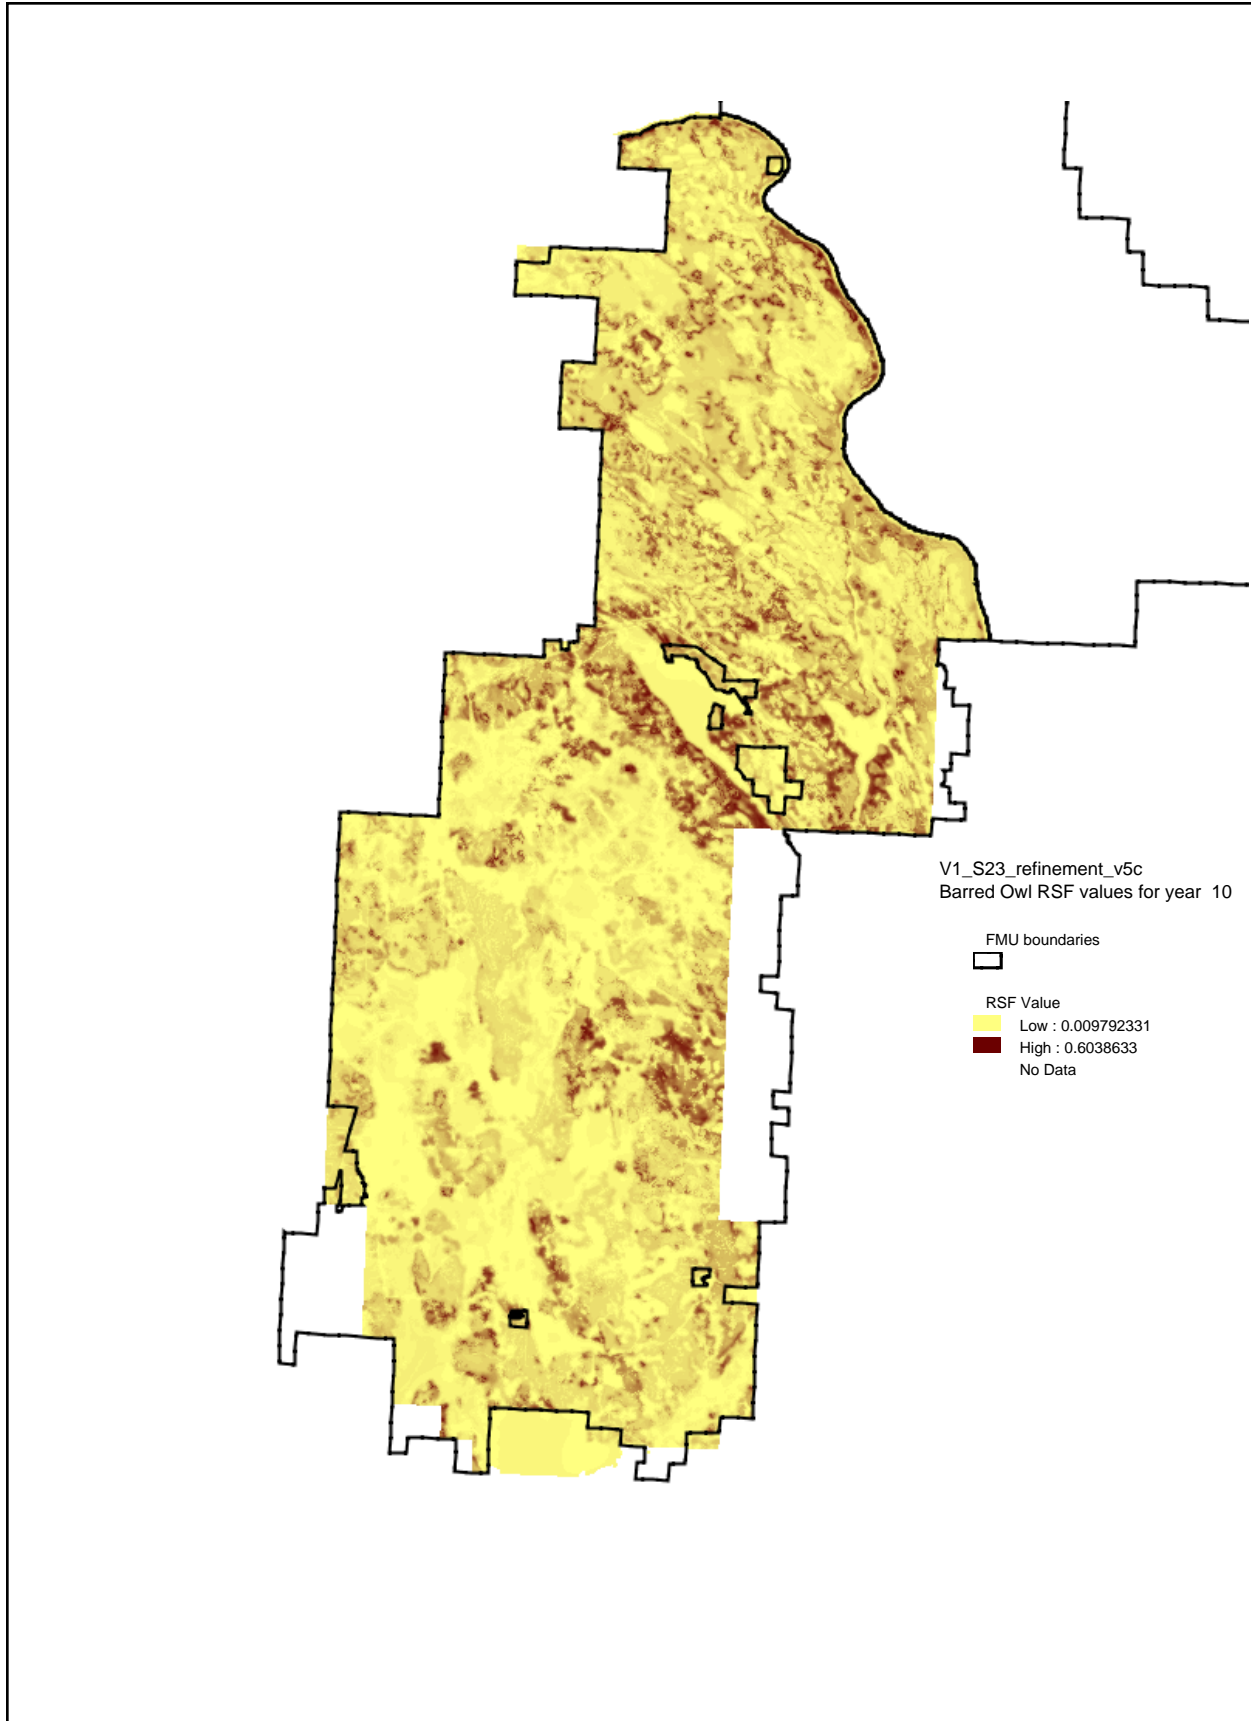 V1_S23_refinement_v5c
Barred Owl RSF values for year  10
FMU boundaries
RSF Value
Low : 0.009792331
High : 0.6038633
No Data